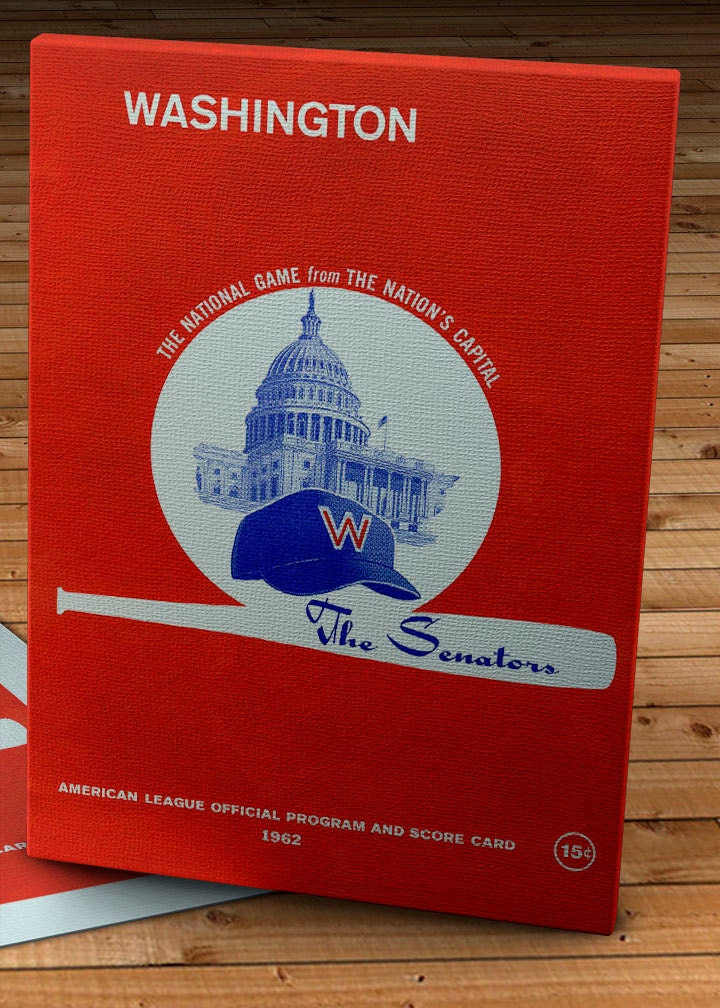 WASHINGTON
THE NATIONAL GAME from THE NATION'S CAPITAL
W
The Senators
AMERICAN LEAGUE OFFICIAL PROGRAM AND SCORE CARD
1962
15¢